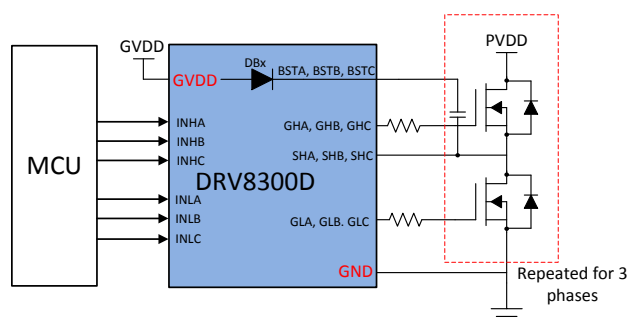 GVDD
PVDD
DBx
GVDD
BSTA, BSTB, BSTC
MCU
INHA
INHB
INHC
INLA
INLB
INLC
GHA, GHB, GHC
SHA, SHB, SHC
DRV8300D
GLA, GLB. GLC
GND
Repeated for 3
phases